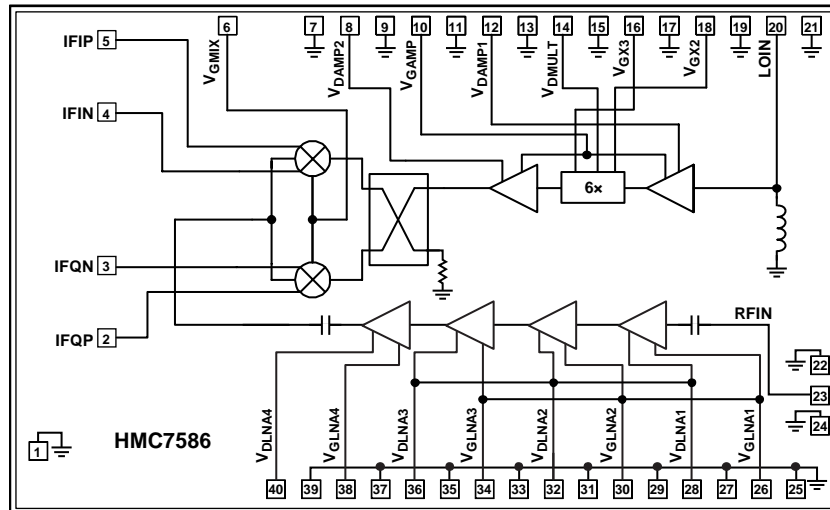 6
7
8
9
10
11
12
13
14
15
16
17
18
19
20
21
IFIP 5
VGMIX
VDAMP2
VGAMP
VDAMP1
VDMULT
VGX3
VGX2
LOIN
IFIN 4
6×
IFQN 3
IFQP 2
RFIN
22
23
24
1
HMC7586
VDLNA4
VGLNA4
VDLNA3
VGLNA3
VDLNA2
VGLNA2
VDLNA1
VGLNA1
40
39
38
37
36
35
34
33
32
31
30
29
28
27
26
25